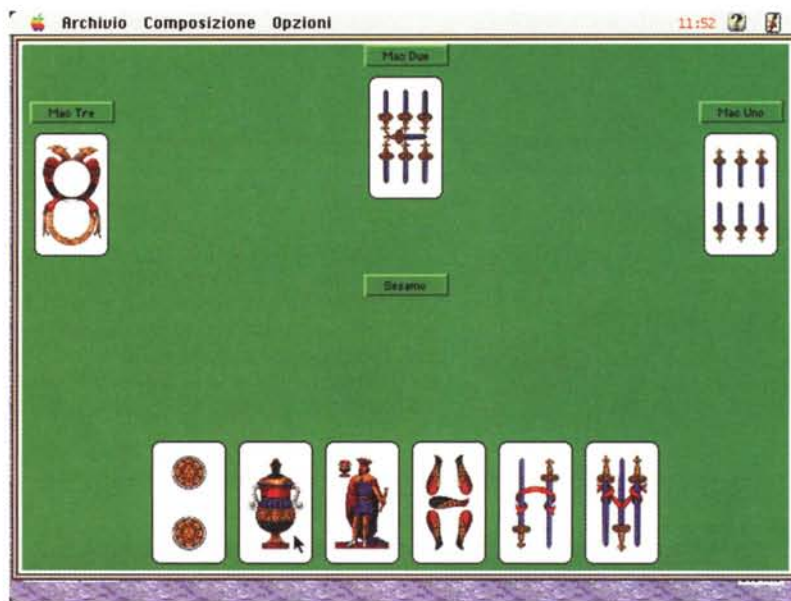 Archivio Composizione Opzioni 11:52
Mac Due
Mac Tre
Mac Uno
Sesamo